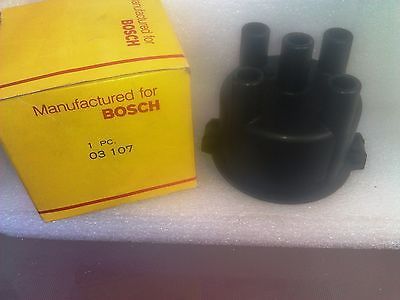 Manufactured for
BOSCH
Manufactured for
BOSCH
1 PC.
03 107